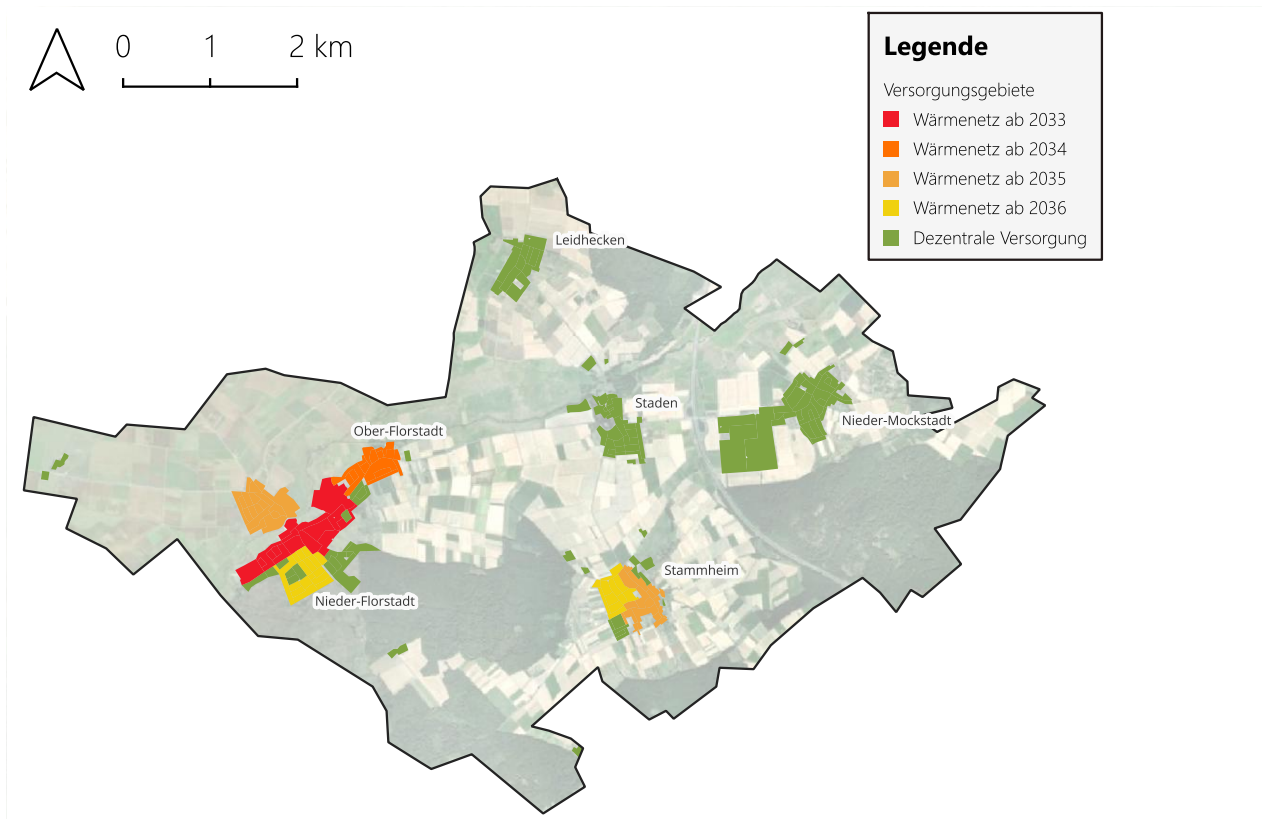 0 1 2 km
Legende
Versorgungsgebiete
Wärmenetz ab 2033
Wärmenetz ab 2034
Wärmenetz ab 2035
Wärmenetz ab 2036
Dezentrale Versorgung
Leidhecken
Staden
Nieder-Mockstadt
Ober-Florstadt
Stammheim
Nieder-Florstadt